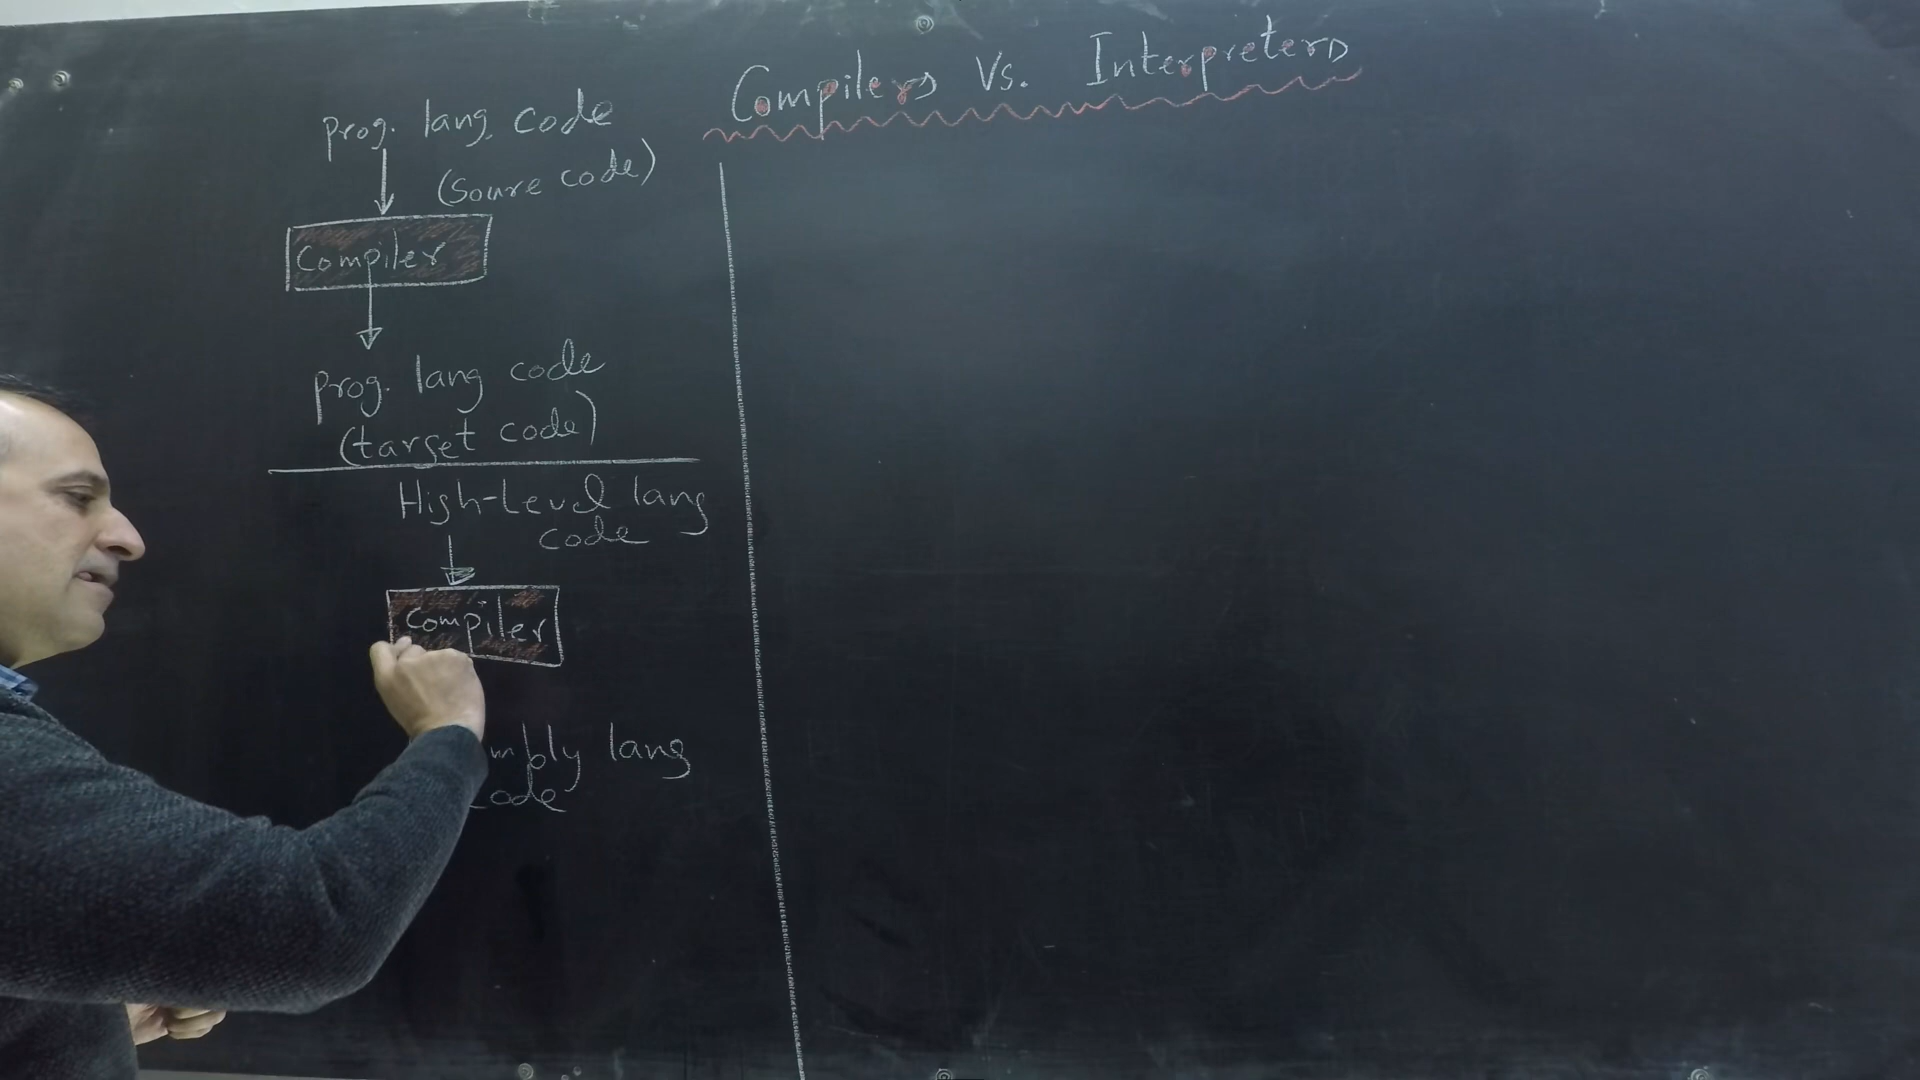 Compilers Vs. Interpreters
prog. lang. code
(Soure code)
Compiler
prog. lang code
(target code)
High-Level lang
code
Compiler
lang
code